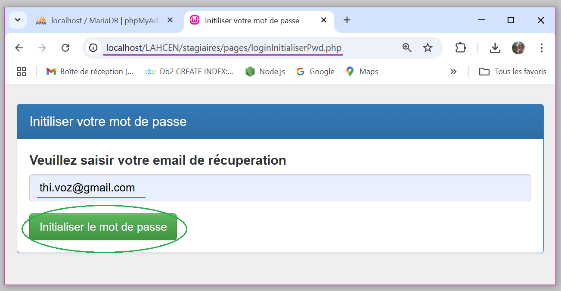 localhost / MariaDB | phpMyAd
Initiliser votre mot de passe
localhost/LAHCEN/stagiaires/pages/loginInitialiserPwd.php
Boîte de réception (...
Db2 CREATE INDEX:...
Node.js
Google
Maps
Tous les favoris
Initiliser votre mot de passe
Veuillez saisir votre email de récuperation
thi.voz@gmail.com
Initialiser le mot de passe